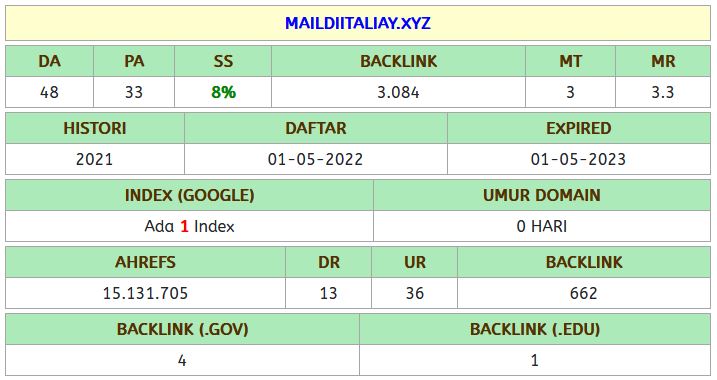 MAILDIITALIAY.XYZ
DA PA SS BACKLINK MT MR
48 33 8% 3.084 3 3.3
HISTORI DAFTAR EXPIRED
2021 01-05-2022 01-05-2023
INDEX (GOOGLE) UMUR DOMAIN
Ada 1 Index 0 HARI
AHREFS DR UR BACKLINK
15.131.705 13 36 662
BACKLINK (.GOV) BACKLINK (.EDU)
4 1